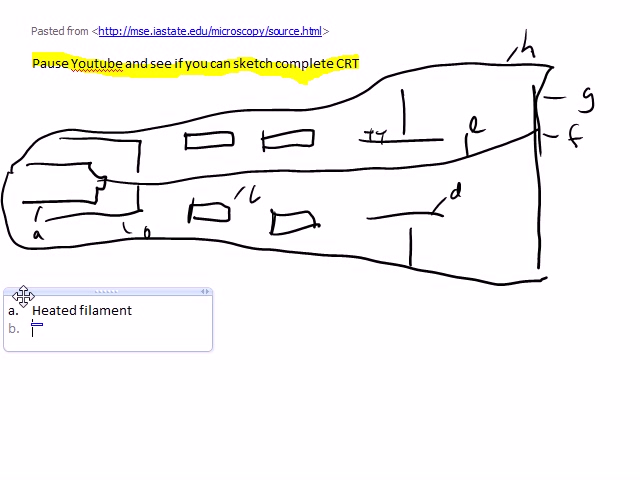 Pasted from <http://mse.iastate.edu/microscopy/source.html>
Pause Youtube and see if you can sketch complete CRT
h
g
f
e
d
a
b
a. Heated filament
b.